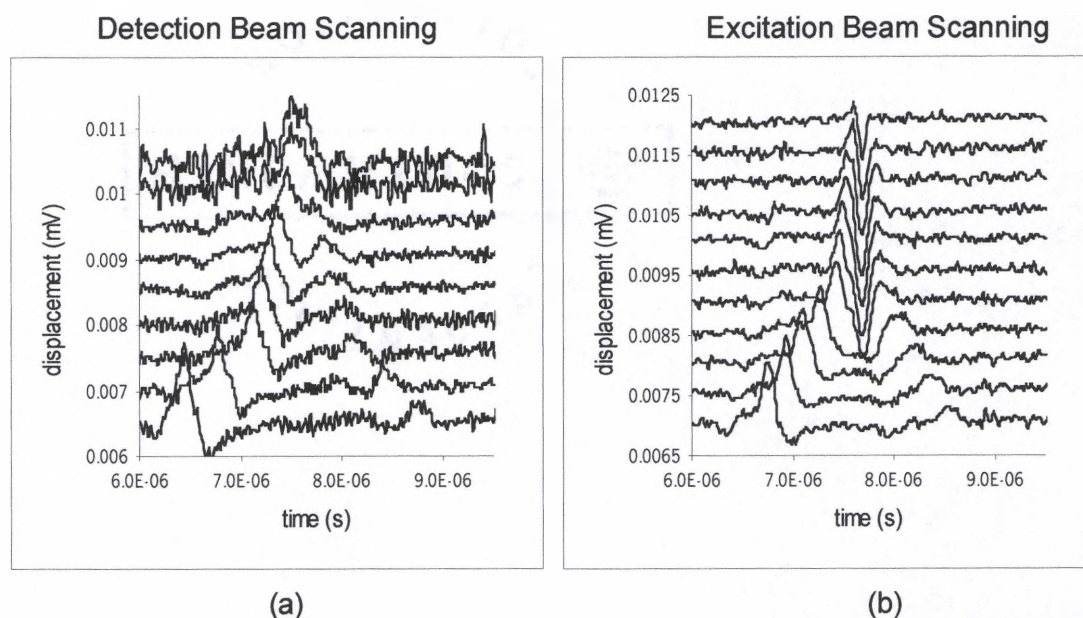 Detection Beam Scanning
Excitation Beam Scanning
0.011
0.01
0.009
0.008
0.007
0.006
displacement (mV)
6.0E-06 7.0E-06 8.0E-06 9.0E-06
time (s)
(a)
0.0125
0.0115
0.0105
0.0095
0.0085
0.0075
0.0065
displacement (mV)
6.0E-06 7.0E-06 8.0E-06 9.0E-06
time (s)
(b)